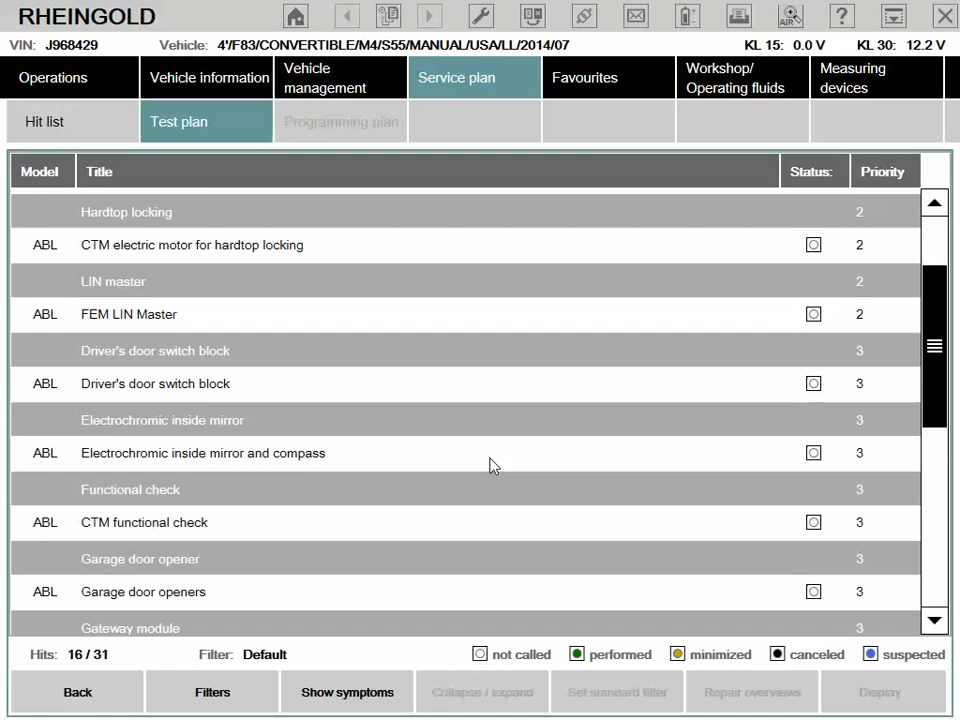 RHEINGOLD
AIR
?
VIN: J968429 Vehicle: 4'/F83/CONVERTIBLE/M4/S55/MANUAL/USA/LL/2014/07 KL 15: 0.0 V KL 30: 12.2 V
Operations Vehicle information Vehicle management Service plan Favourites Workshop/ Operating fluids Measuring devices
Hit list Test plan Programming plan
Model Title Status: Priority
Hardtop locking 2
ABL CTM electric motor for hardtop locking 2
LIN master 2
ABL FEM LIN Master 2
Driver's door switch block 3
ABL Driver's door switch block 3
Electrochromic inside mirror 3
ABL Electrochromic inside mirror and compass 3
Functional check 3
ABL CTM functional check 3
Garage door opener 3
ABL Garage door openers 3
Gateway module 3
Hits: 16 / 31 Filter: Default not called performed minimized canceled suspected
Back Filters Show symptoms Collapse / expand Set standard filter Repair overviews Display